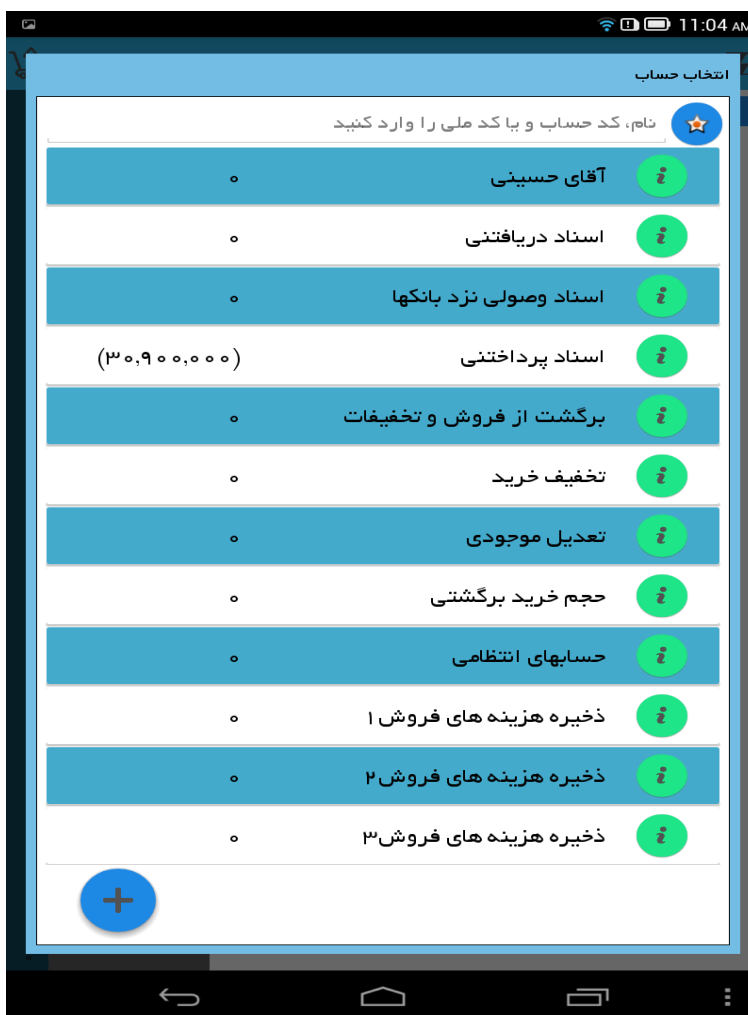 11:04 AM
انتخاب حساب
نام، کد حساب و یا کد ملی را وارد کنید
آقای حسینی ۰
اسناد دریافتنی ۰
اسناد وصولی نزد بانکها ۰
اسناد پرداختنی (۳۰,۹۰۰,۰۰۰)
برگشت از فروش و تخفیفات ۰
تخفیف خرید ۰
تعدیل موجودی ۰
حجم خرید برگشتی ۰
حسابهای انتظامی ۰
ذخیره هزینه های فروش۱ ۰
ذخیره هزینه های فروش۲ ۰
ذخیره هزینه های فروش۳ ۰